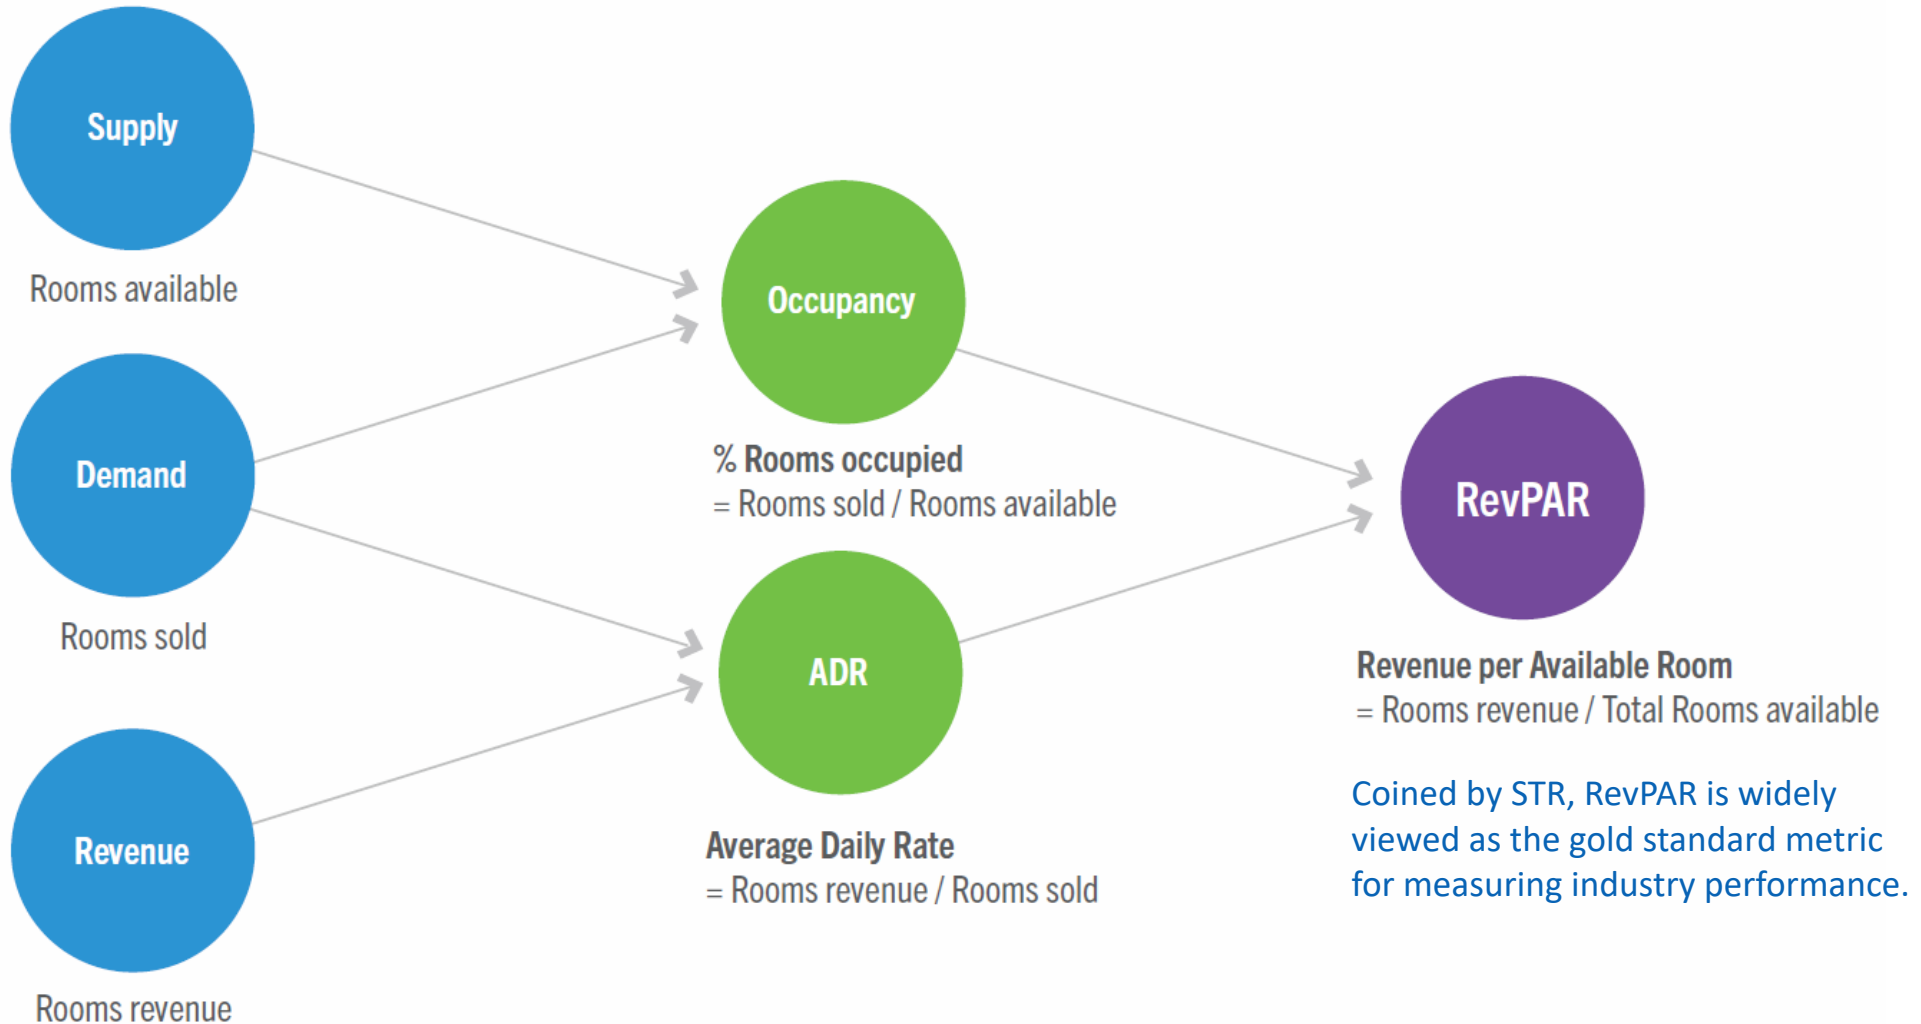 Supply
Rooms available
Demand
Rooms sold
Revenue
Rooms revenue
Occupancy
% Rooms occupied
= Rooms sold / Rooms available
ADR
Average Daily Rate
= Rooms revenue / Rooms sold
RevPAR
Revenue per Available Room
= Rooms revenue / Total Rooms available
Coined by STR, RevPAR is widely
viewed as the gold standard metric
for measuring industry performance.